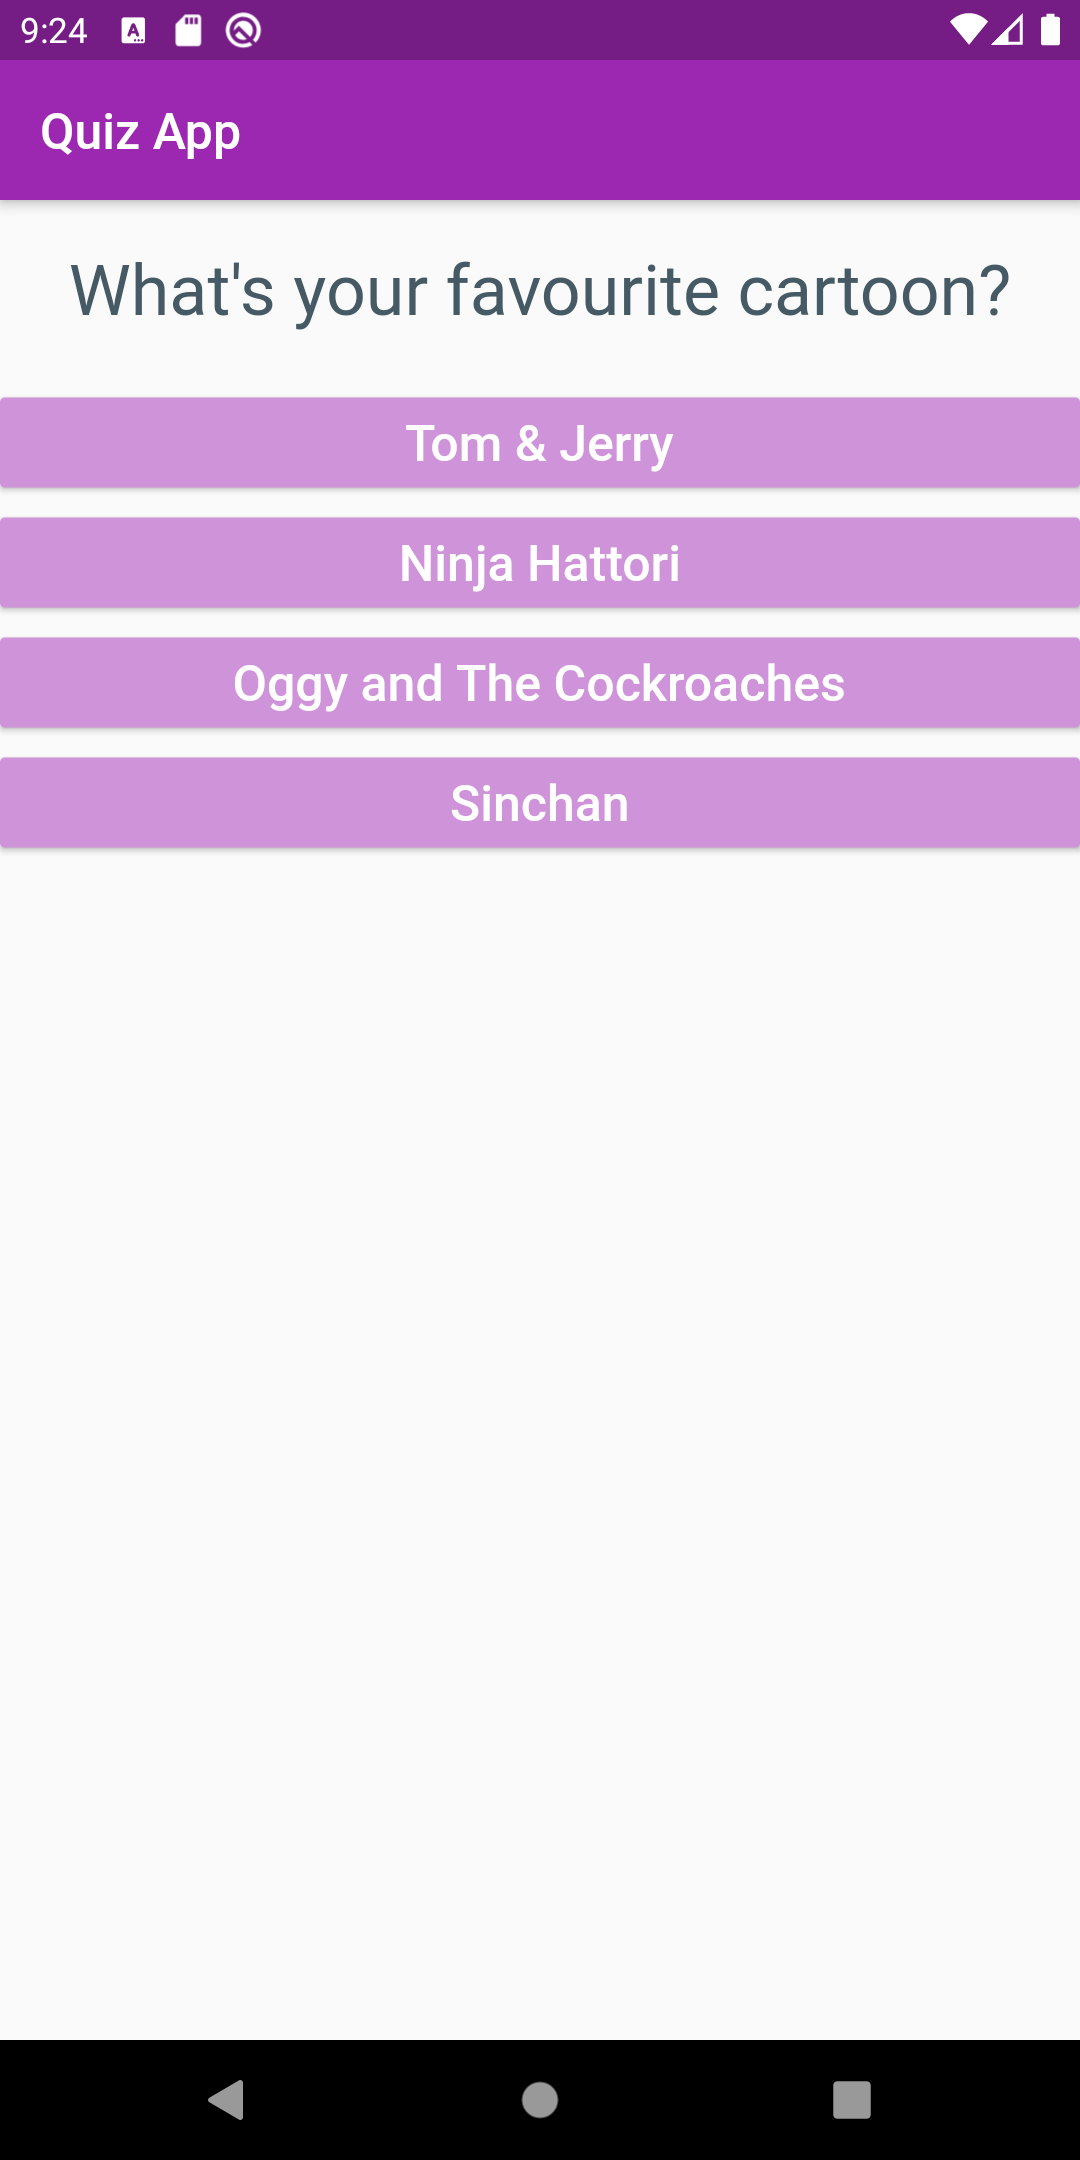 9:24
Quiz App
What's your favourite cartoon?
Tom & Jerry
Ninja Hattori
Oggy and The Cockroaches
Sinchan